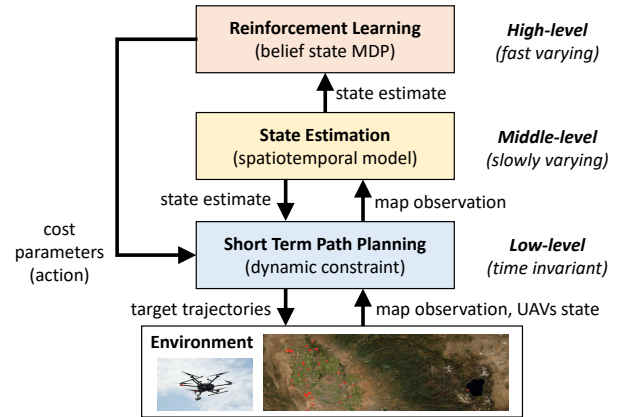 Reinforcement Learning
(belief state MDP)
High-level
(fast varying)
state estimate
State Estimation
(spatiotemporal model)
Middle-level
(slowly varying)
state estimate
map observation
cost
parameters
(action)
Short Term Path Planning
(dynamic constraint)
Low-level
(time invariant)
target trajectories
map observation, UAVs state
Environment